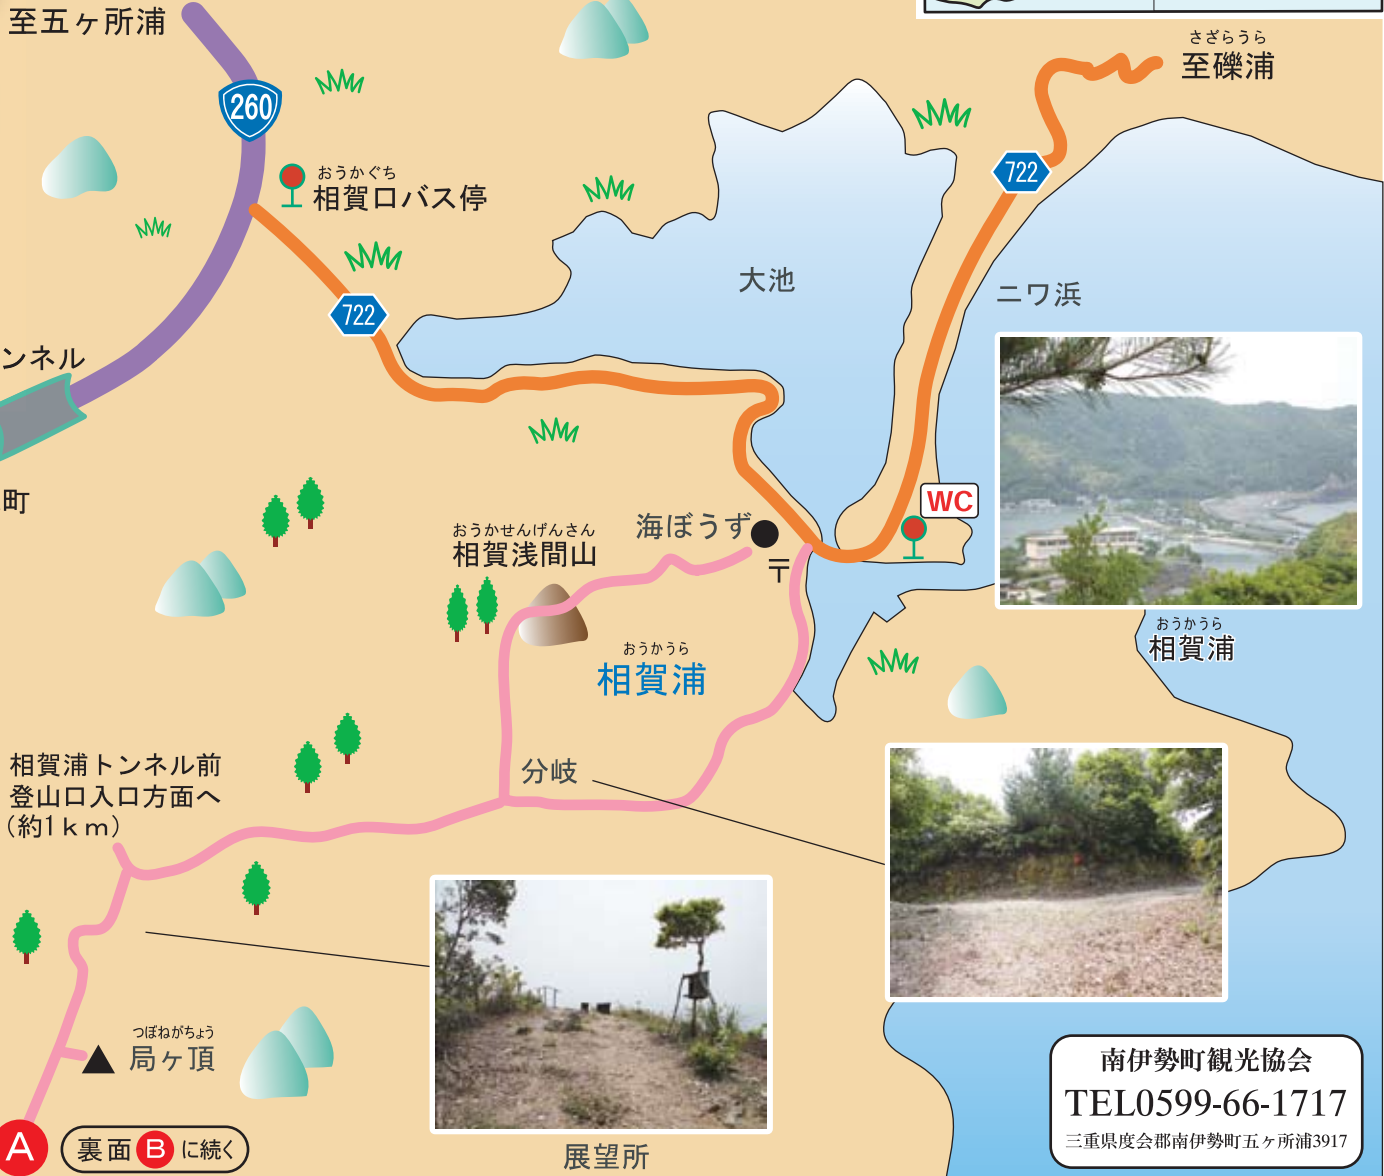 至五ヶ所浦
260
さざらうら
至礫浦
722
おうかぐち
相賀口バス停
722
大池
ニワ浜
ンネル
町
WC
海ぼうず
〒
おうかせんげんさん
相賀浅間山
おうかうら
相賀浦
おうかうら
相賀浦
分岐
相賀浦トンネル前
登山口入口方面へ
(約1km)
つぼねがちょう
局ヶ頂
A
裏面 B に続く
展望所
南伊勢町観光協会
TEL0599-66-1717
三重県度会郡南伊勢町五ヶ所浦3917